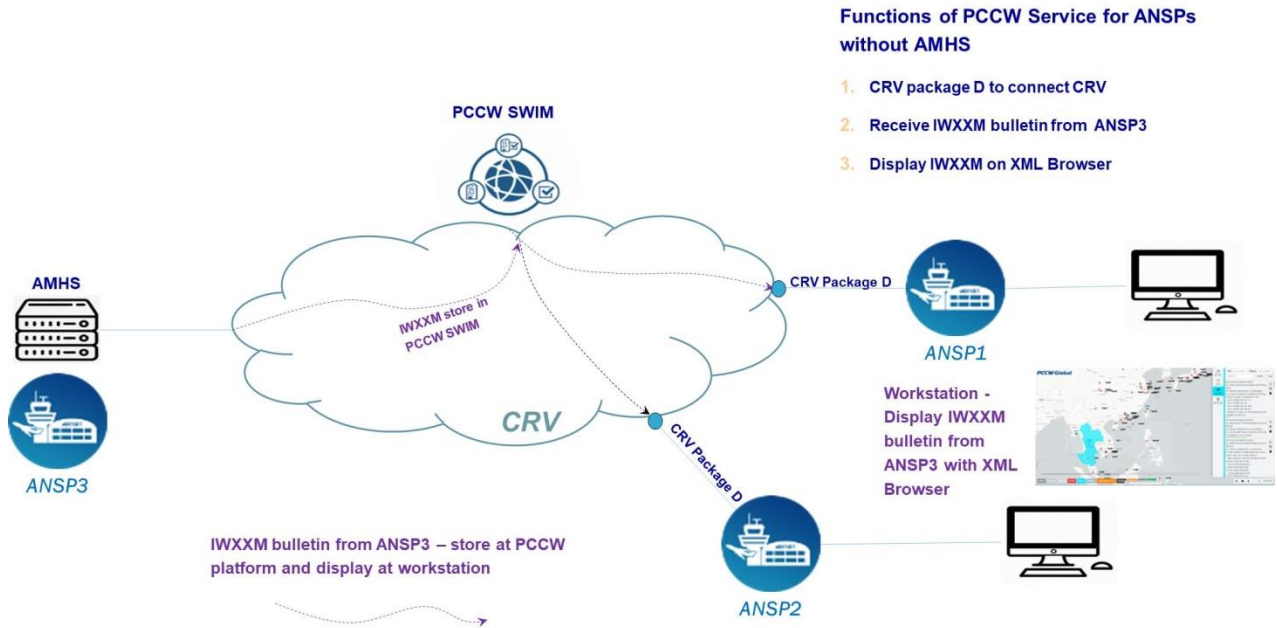 Functions of PCCW Service for ANSPs
without AMHS
1. CRV package D to connect CRV
2. Receive IWXXM bulletin from ANSP3
3. Display IWXXM on XML Browser
PCCW SWIM
AMHS
ANSP3
IWXXM store in
PCCW SWIM
CRV
CRV Package D
ANSP1
CRV Package D
ANSP2
Workstation -
Display IWXXM
bulletin from
ANSP3 with XML
Browser
PCCW Global
IWXXM bulletin from ANSP3 – store at PCCW
platform and display at workstation